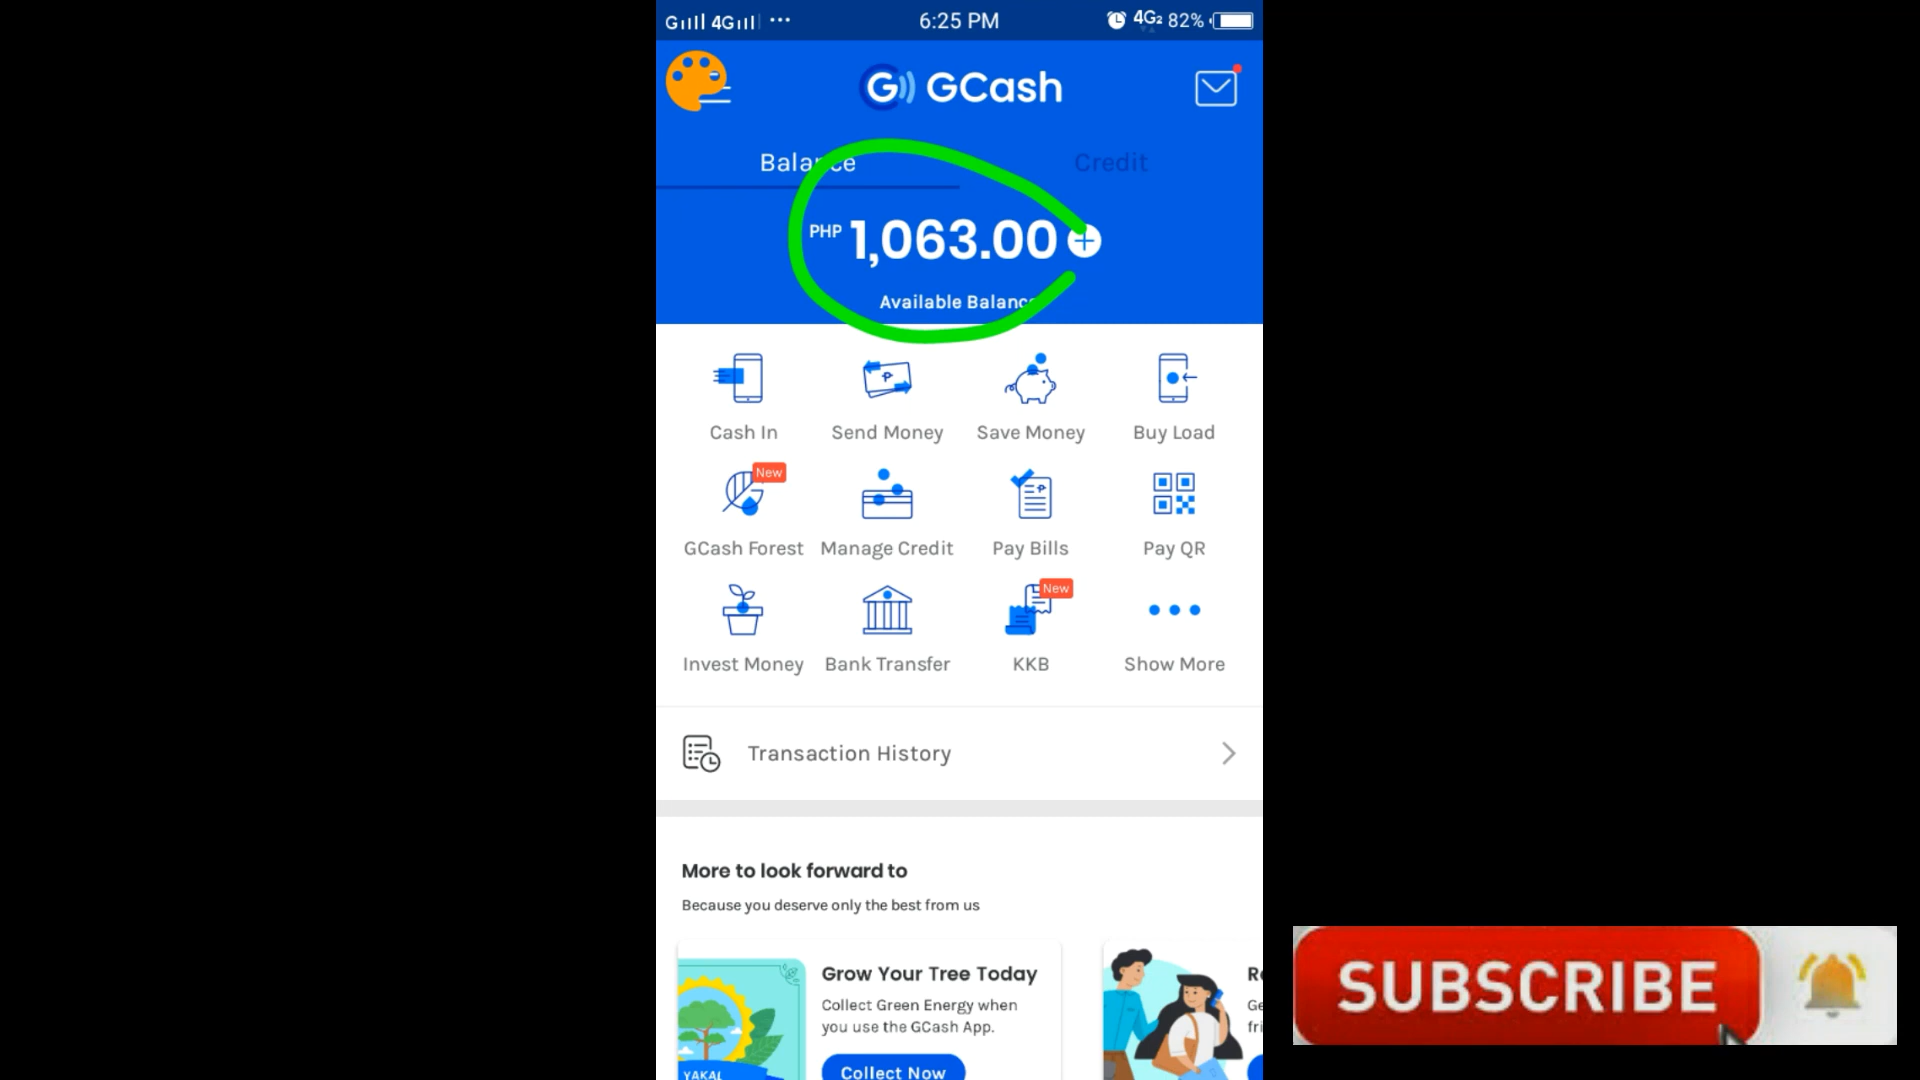 G 4G ... 6:25 PM 4G2 82%
G GCash
Balance Credit
PHP 1,063.00 +
Available Balance
Cash In Send Money Save Money Buy Load
New
GCash Forest Manage Credit Pay Bills Pay QR
New
Invest Money Bank Transfer KKB Show More
Transaction History
More to look forward to
Because you deserve only the best from us
Grow Your Tree Today
Collect Green Energy when
you use the GCash App.
YAKAL
Collect Now
SUBSCRIBE